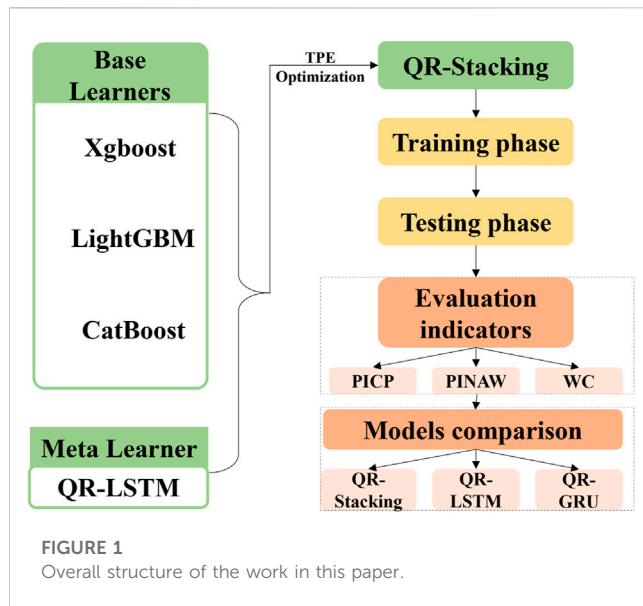 Base
Learners
Xgboost
LightGBM
CatBoost
Meta Learner
QR-LSTM
TPE
Optimization
QR-Stacking
Training phase
Testing phase
Evaluation
indicators
PICP
PINAW
WC
Models comparison
QR-
Stacking
QR-
LSTM
QR-
GRU
FIGURE 1
Overall structure of the work in this paper.